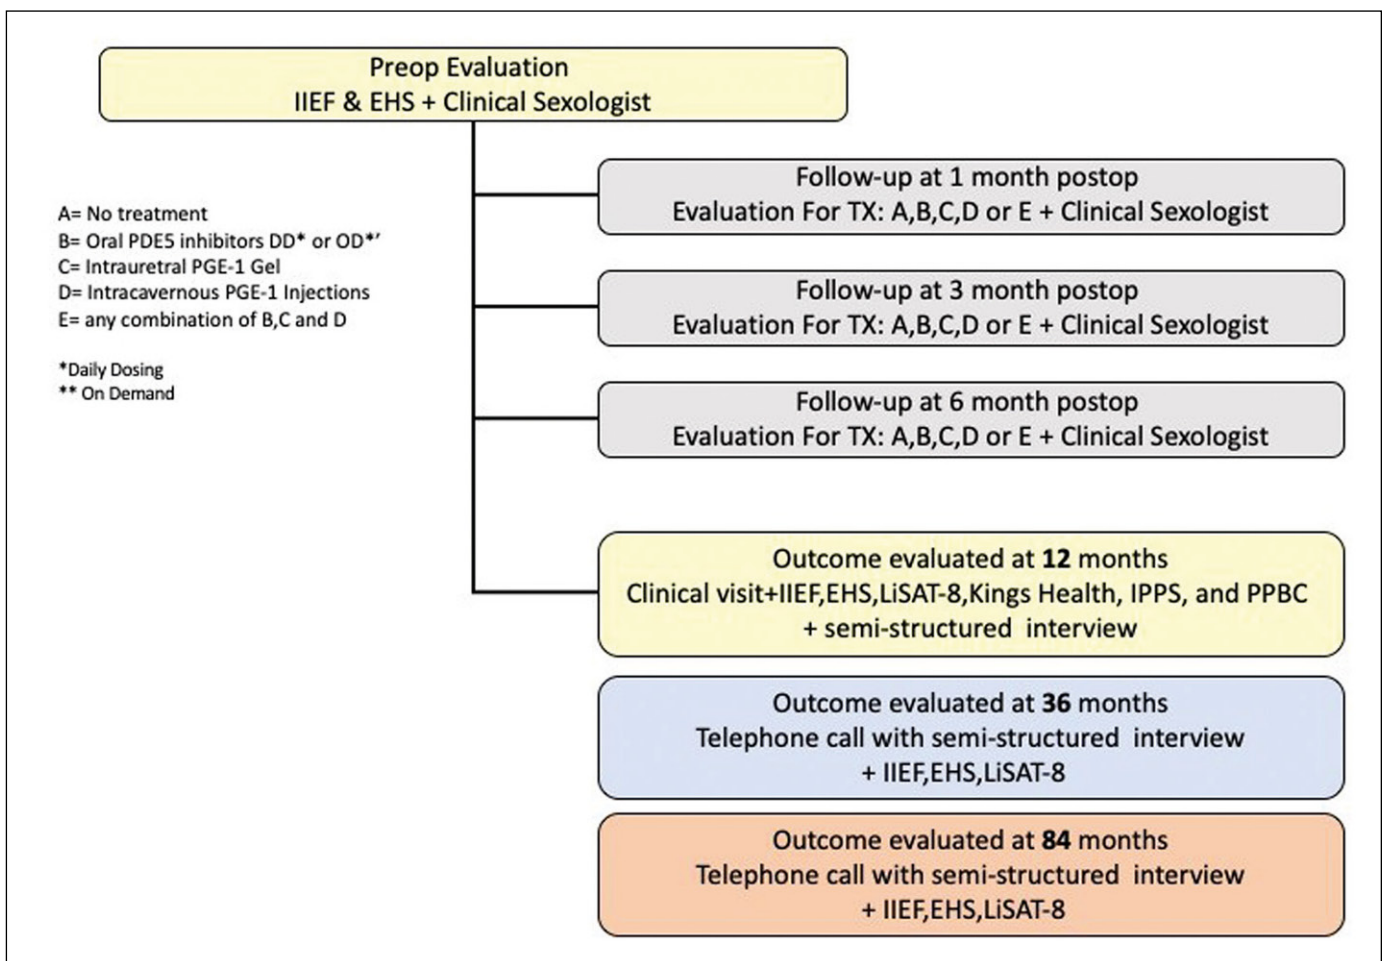 Preop Evaluation
IIEF & EHS + Clinical Sexologist
Follow-up at 1 month postop
Evaluation For TX: A,B,C,D or E + Clinical Sexologist
A= No treatment
B= Oral PDE5 inhibitors DD* or OD*’
C= Intrauretral PGE-1 Gel
D= Intracavernous PGE-1 Injections
E= any combination of B,C and D
*Daily Dosing
** On Demand
Follow-up at 3 month postop
Evaluation For TX: A,B,C,D or E + Clinical Sexologist
Follow-up at 6 month postop
Evaluation For TX: A,B,C,D or E + Clinical Sexologist
Outcome evaluated at 12 months
Clinical visit+IIEF,EHS,LiSAT-8,Kings Health, IPPS, and PPBC
+ semi-structured interview
Outcome evaluated at 36 months
Telephone call with semi-structured interview
+ IIEF,EHS,LiSAT-8
Outcome evaluated at 84 months
Telephone call with semi-structured interview
+ IIEF,EHS,LiSAT-8